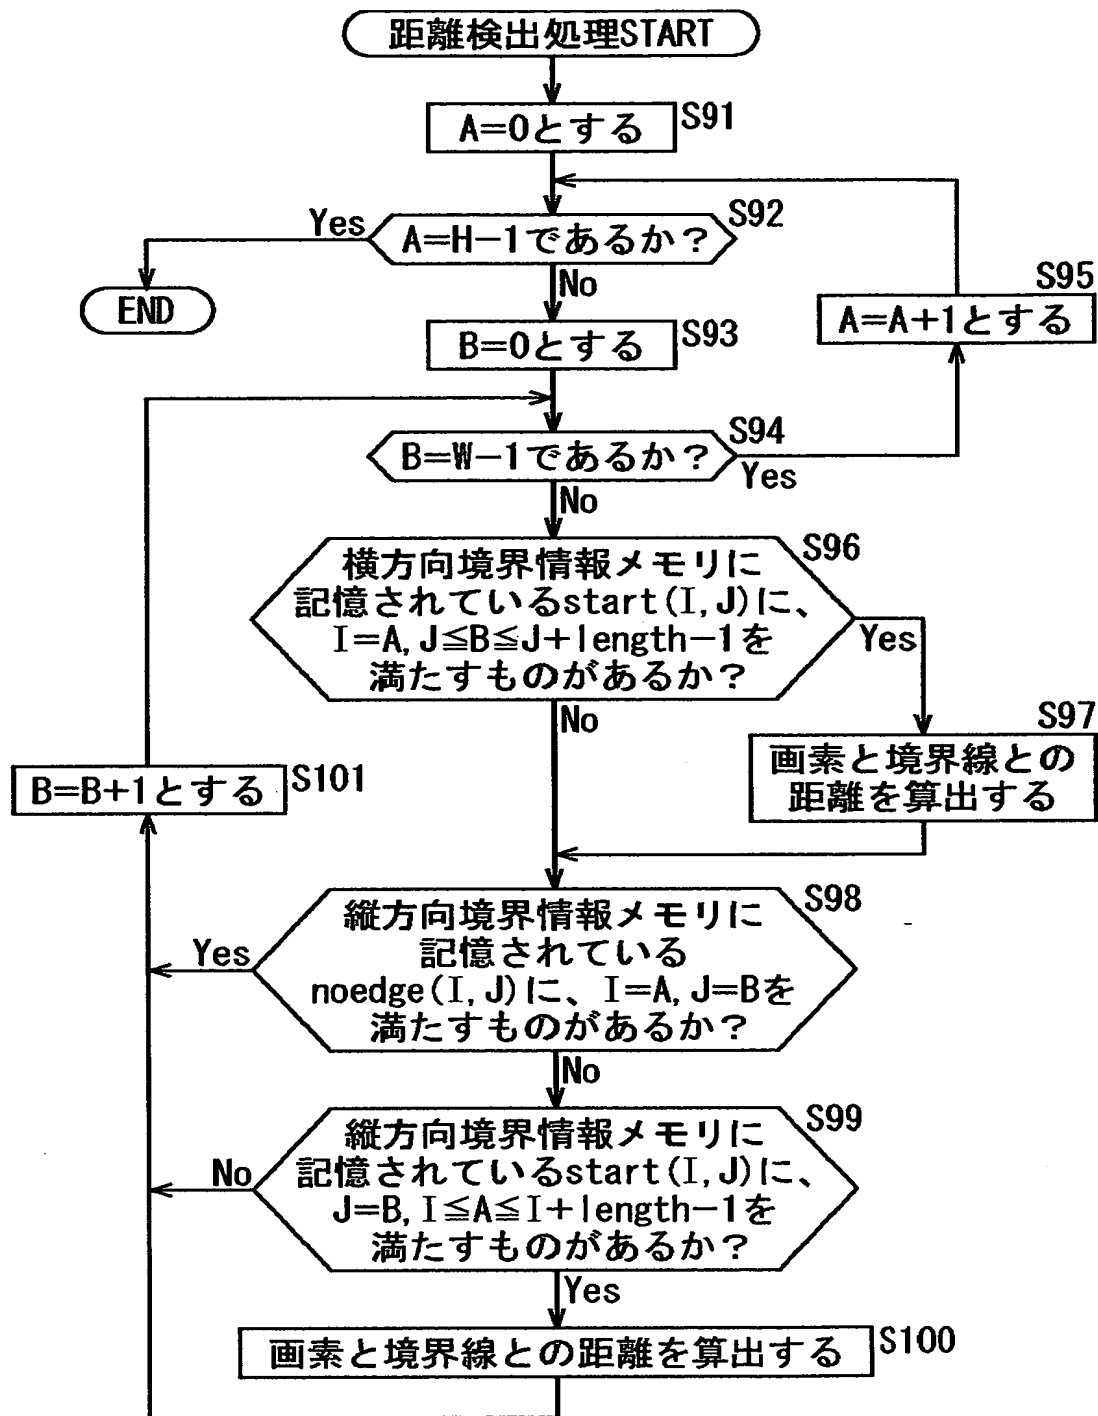 距離検出処理START
A=0とする
S91
S92
Yes
A=H-1であるか?
No
END
S95
A=A+1とする
B=0とする
S93
S94
B=W-1であるか?
Yes
No
S96
横方向境界情報メモリに
記憶されているstart(I,J)に、
I=A,J≦B≦J+length-1を
満たすものがあるか?
Yes
No
S97
画素と境界線との
距離を算出する
B=B+1とする
S101
S98
縦方向境界情報メモリに
記憶されている
noedge(I,J)に、I=A,J=Bを
満たすものがあるか?
Yes
No
S99
縦方向境界情報メモリに
記憶されているstart(I,J)に、
J=B,I≦A≦I+length-1を
満たすものがあるか?
No
Yes
画素と境界線との距離を算出する
S100